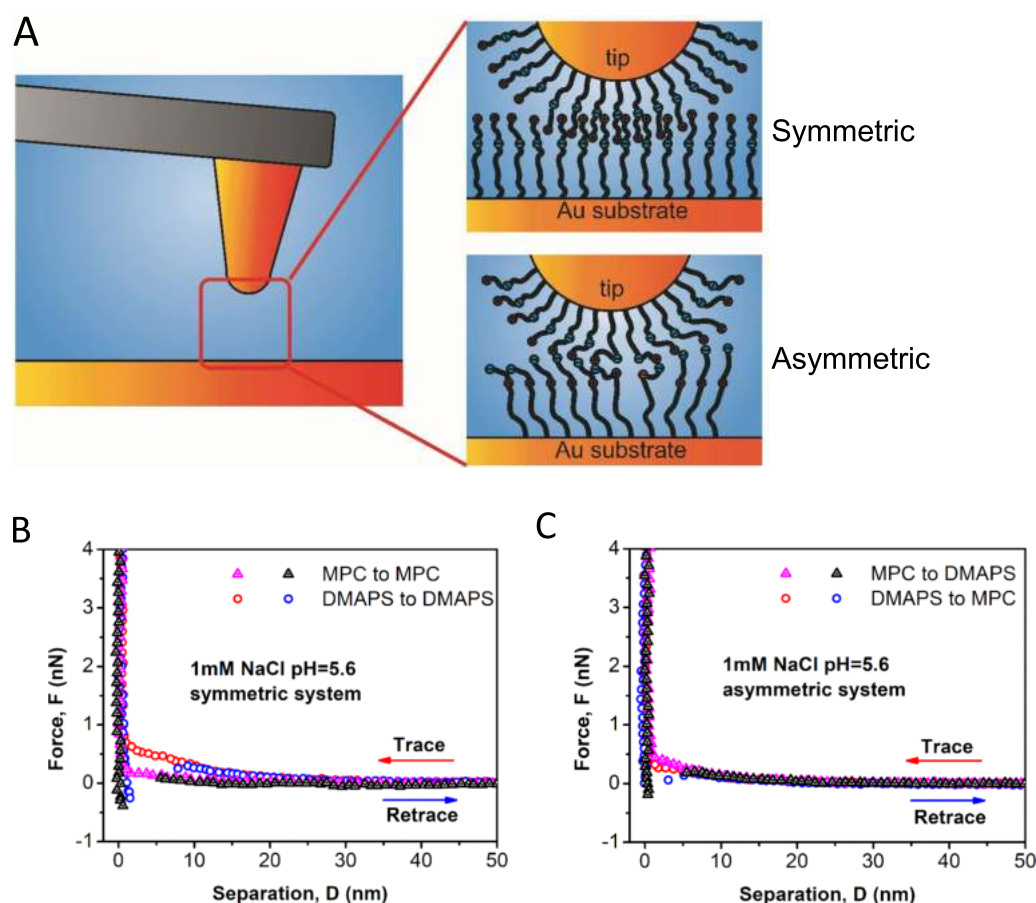 A
tip
Symmetric
Au substrate
tip
Asymmetric
Au substrate
B
4
3
2
1
0
-1
Force, F (nN)
MPC to MPC
DMAPS to DMAPS
1mM NaCl pH=5.6
symmetric system
Trace
Retrace
0 10 20 30 40 50
Separation, D (nm)
C
4
3
2
1
0
-1
Force, F (nN)
MPC to DMAPS
DMAPS to MPC
1mM NaCl pH=5.6
asymmetric system
Trace
Retrace
0 10 20 30 40 50
Separation, D (nm)